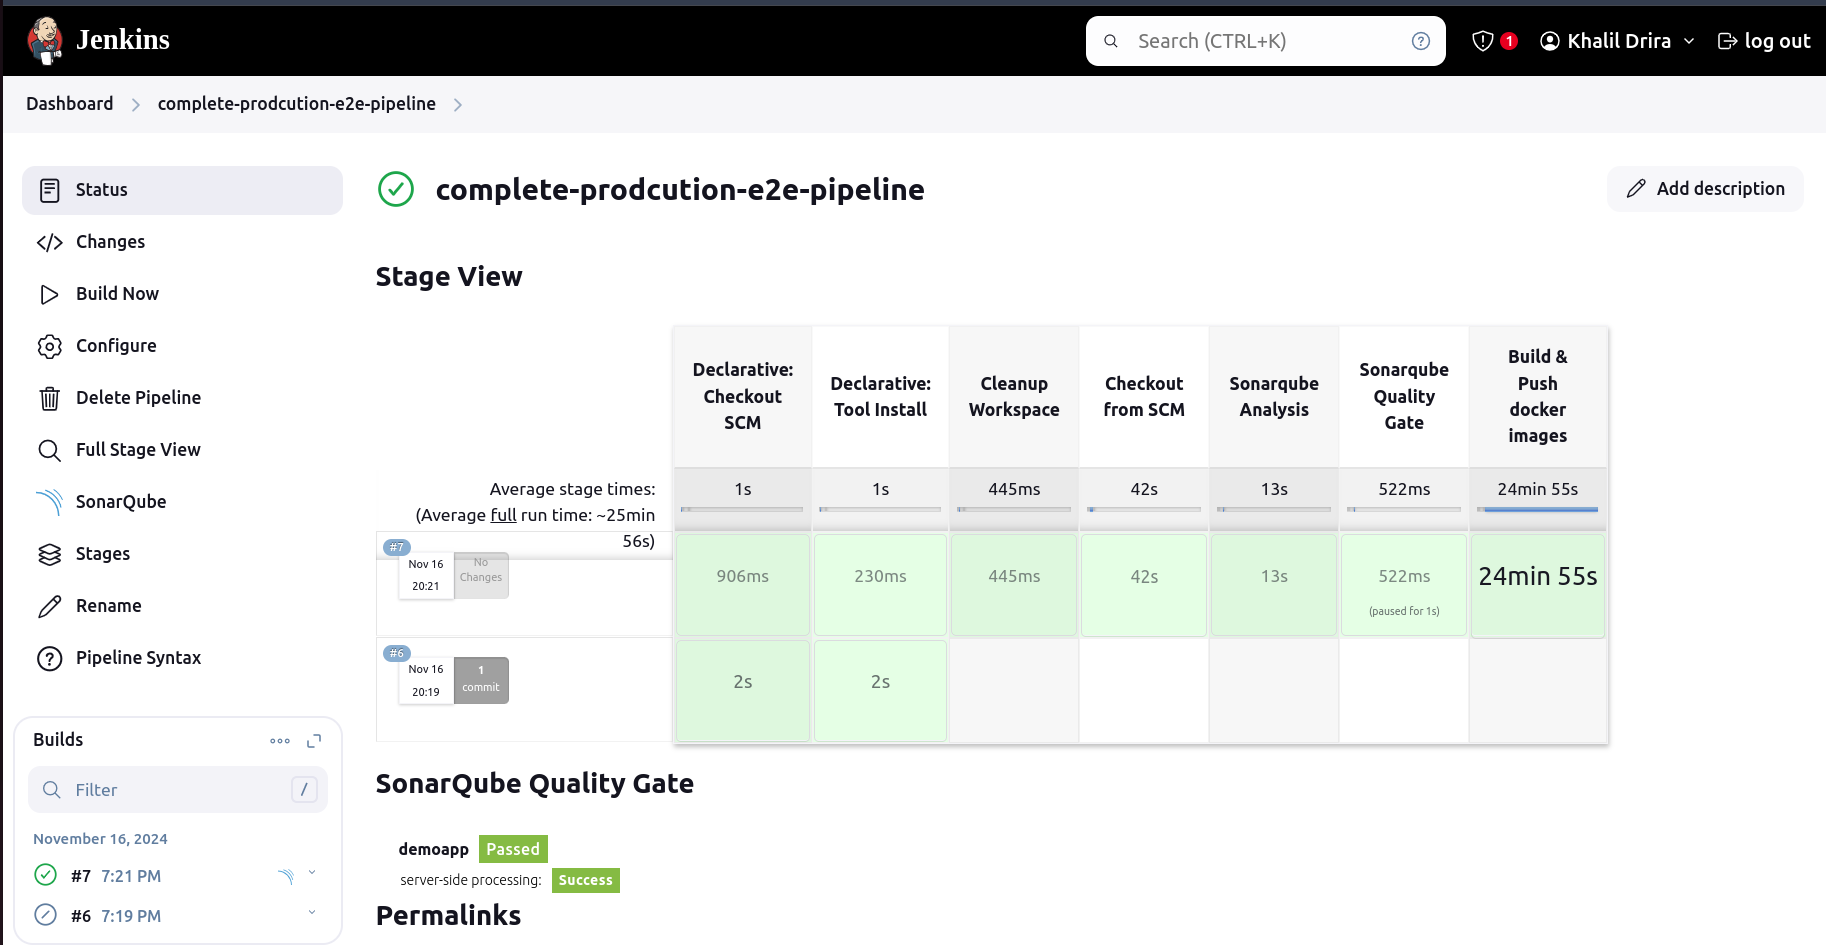 Jenkins
Search (CTRL+K)
1
Khalil Drira
log out
Dashboard
complete-prodcution-e2e-pipeline
Status
Changes
Build Now
Configure
Delete Pipeline
Full Stage View
SonarQube
Stages
Rename
Pipeline Syntax
Builds
Filter
/
November 16, 2024
#7 7:21 PM
#6 7:19 PM
complete-prodcution-e2e-pipeline
Add description
Stage View
Declarative:
Checkout
SCM
Declarative:
Tool Install
Cleanup
Workspace
Checkout
from SCM
Sonarqube
Analysis
Sonarqube
Quality
Gate
Build &
Push
docker
images
Average stage times:
(Average full run time: ~25min
56s)
1s
1s
445ms
42s
13s
522ms
24min 55s
#7
Nov 16
20:21
No
Changes
906ms
230ms
445ms
42s
13s
522ms
(paused for 1s)
24min 55s
#6
Nov 16
20:19
1
commit
2s
2s
SonarQube Quality Gate
demoapp Passed
server-side processing: Success
Permalinks